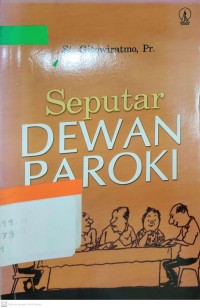 St. Gitowiratmo, Pr.
Seputar
DEWAN
PAROKI